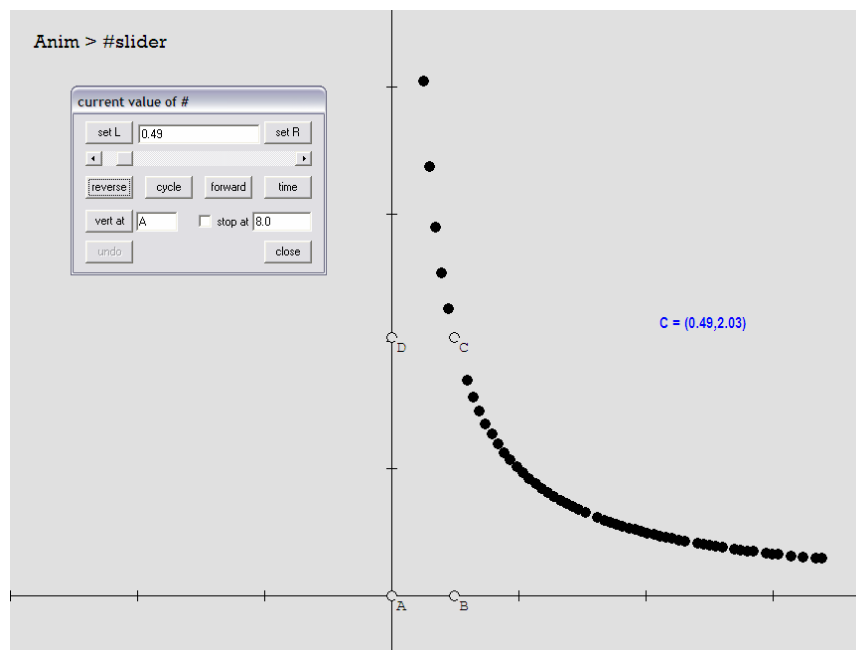 Anim > #slider
current value of #
set L 0.49 set R
reverse cycle forward time
vert at A stop at 8.0
undo close
C = (0.49,2.03)
D C
A B